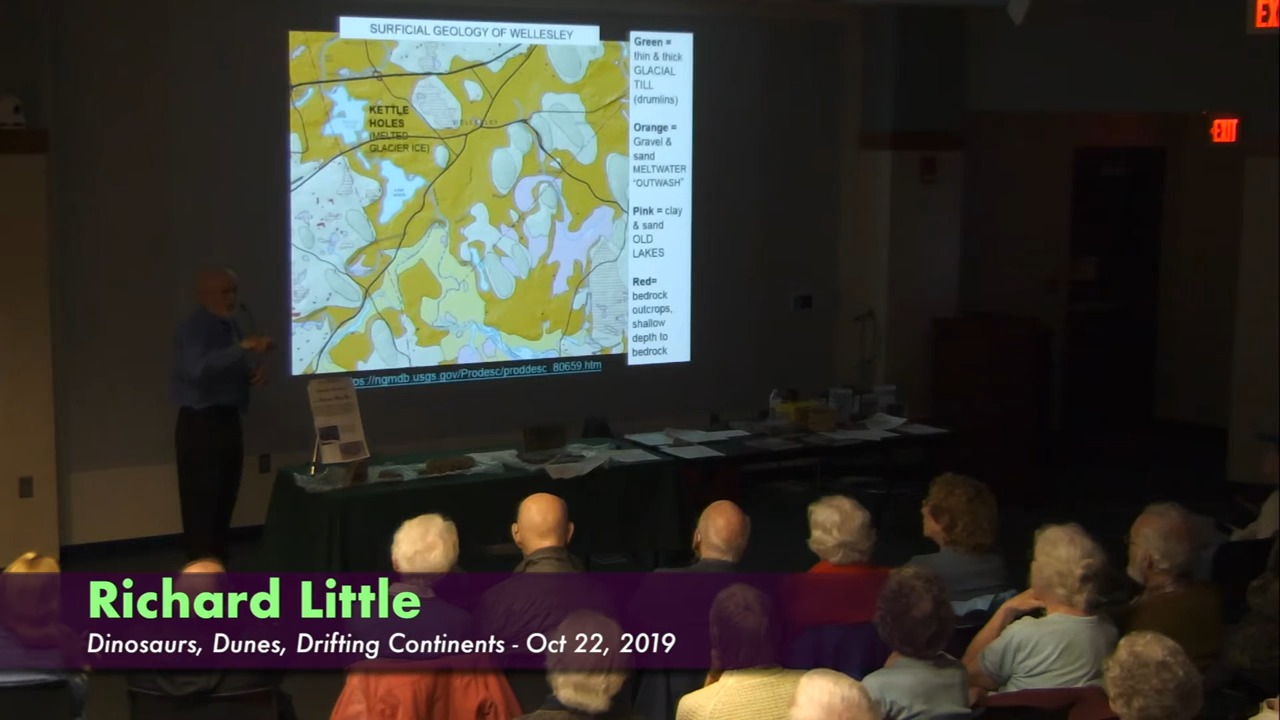 SURFICIAL GEOLOGY OF WELLESLEY
KETTLE
HOLES
(MELTED
GLACIER ICE)
WELLESLEY
Green =
thin & thick
GLACIAL
TILL
(drumlins)
Orange =
Gravel &
sand
MELTWATER
"OUTWASH"
Pink = clay
& sand
OLD
LAKES
Red=
bedrock
outcrops,
shallow
depth to
bedrock
ps://ngmdb.usgs.gov/Prodesc/proddesc_80659.htm
EX
EXIT
Richard Little
Dinosaurs, Dunes, Drifting Continents - Oct 22, 2019